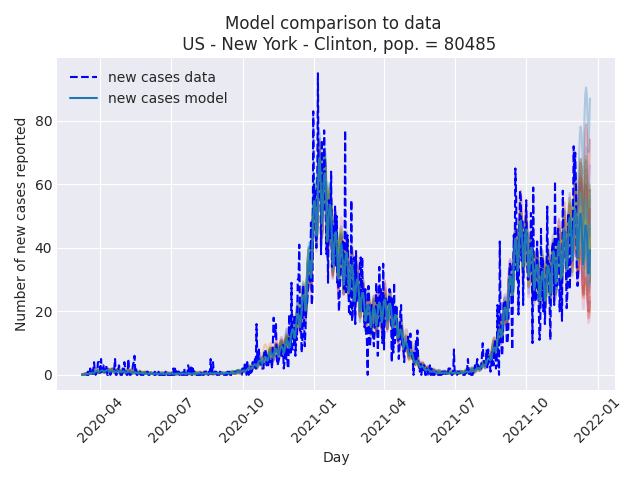 Model comparison to data
US - New York - Clinton, pop. = 80485
new cases data
new cases model
Number of new cases reported
80
60
40
20
0
2020-04
2020-07
2020-10
2021-01
2021-04
2021-07
2021-10
2022-01
Day